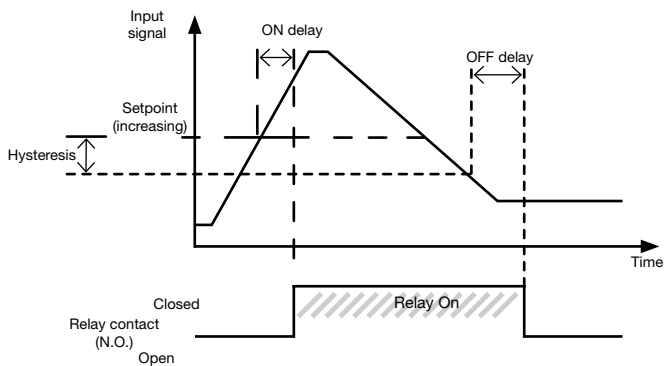 Input
signal
ON delay
OFF delay
Setpoint
(increasing)
Hysteresis
Time
Closed
Relay On
Relay contact
(N.O.)
Open